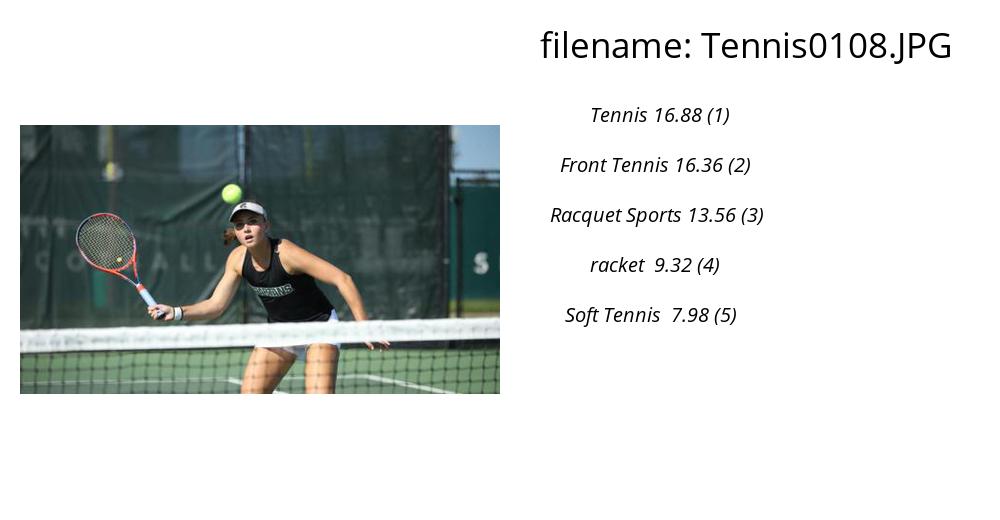 filename: Tennis0108.JPG
Tennis 16.88 (1)
Front Tennis 16.36 (2)
Racquet Sports 13.56 (3)
racket  9.32 (4)
Soft Tennis  7.98 (5)
S